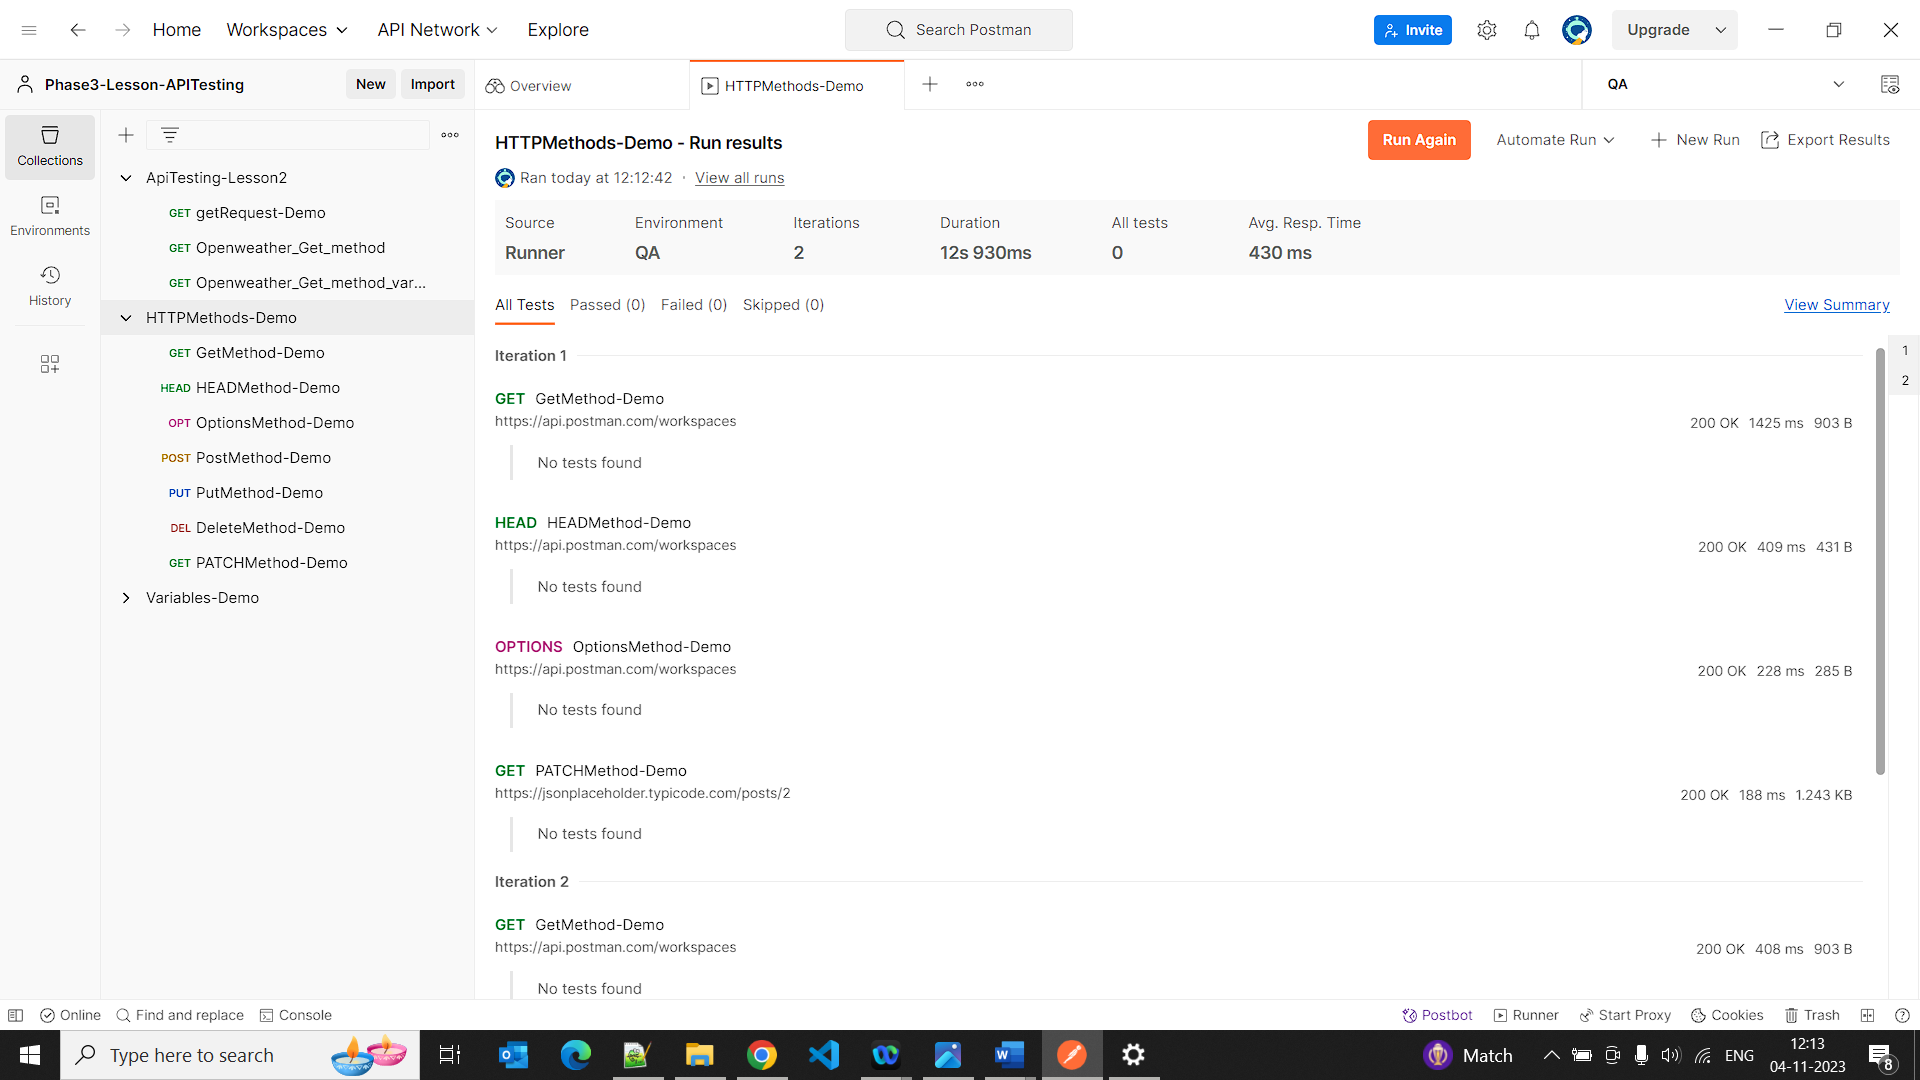 Home Workspaces API Network Explore Search Postman Invite Upgrade
Phase3-Lesson-APITesting New Import Overview HTTPMethods-Demo QA
Collections
Environments
History
ApiTesting-Lesson2
GET getRequest-Demo
GET Openweather_Get_method
GET Openweather_Get_method_var...
HTTPMethods-Demo
GET GetMethod-Demo
HEAD HEADMethod-Demo
OPT OptionsMethod-Demo
POST PostMethod-Demo
PUT PutMethod-Demo
DEL DeleteMethod-Demo
GET PATCHMethod-Demo
Variables-Demo
HTTPMethods-Demo - Run results Run Again Automate Run New Run Export Results
Ran today at 12:12:42 · View all runs
Source Environment Iterations Duration All tests Avg. Resp. Time
Runner QA 2 12s 930ms 0 430 ms
All Tests Passed (0) Failed (0) Skipped (0) View Summary
Iteration 1
1
2
GET GetMethod-Demo
https://api.postman.com/workspaces 200 OK 1425 ms 903 B
No tests found
HEAD HEADMethod-Demo
https://api.postman.com/workspaces 200 OK 409 ms 431 B
No tests found
OPTIONS OptionsMethod-Demo
https://api.postman.com/workspaces 200 OK 228 ms 285 B
No tests found
GET PATCHMethod-Demo
https://jsonplaceholder.typicode.com/posts/2 200 OK 188 ms 1.243 KB
No tests found
Iteration 2
GET GetMethod-Demo
https://api.postman.com/workspaces 200 OK 408 ms 903 B
No tests found
Online Find and replace Console Postbot Runner Start Proxy Cookies Trash
Type here to search Match ENG 12:13
04-11-2023 8